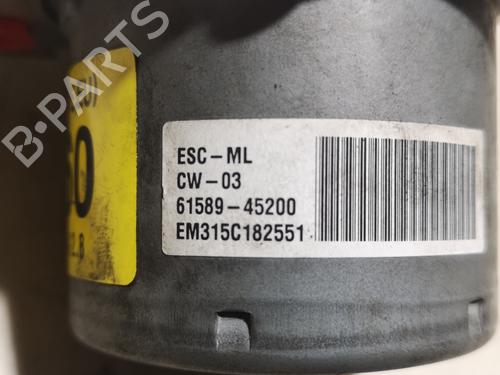 B-PARTS
ESC-ML
CW-03
61589-45200
EM315C182551